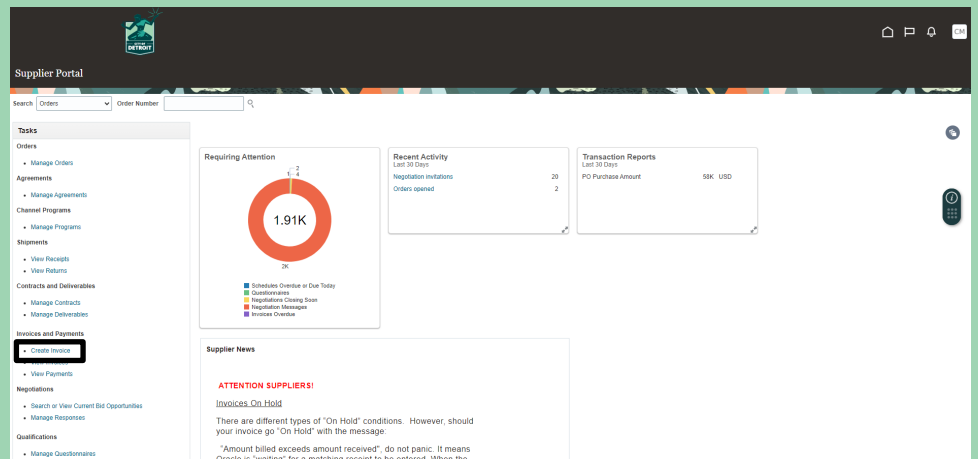 CITY OF
DETROIT
CM
Supplier Portal
Search Orders Order Number
Tasks
Orders
Manage Orders
Agreements
Manage Agreements
Channel Programs
Manage Programs
Shipments
View Receipts
View Returns
Contracts and Deliverables
Manage Contracts
Manage Deliverables
Invoices and Payments
Create Invoice
View Invoices
View Payments
Negotiations
Search or View Current Bid Opportunities
Manage Responses
Qualifications
Manage Questionnaires
Requiring Attention
2
1 4
1.91K
2K
Schedules Overdue or Due Today
Questionnaires
Negotiations Closing Soon
Negotiation Messages
Invoices Overdue
Recent Activity
Last 30 Days
Negotiation invitations 20
Orders opened 2
Transaction Reports
Last 30 Days
PO Purchase Amount 58K USD
Supplier News
ATTENTION SUPPLIERS!
Invoices On Hold
There are different types of "On Hold" conditions. However, should
your invoice go "On Hold" with the message:
"Amount billed exceeds amount received", do not panic. It means
Oracle is "waiting" for a matching receipt to be entered. When the